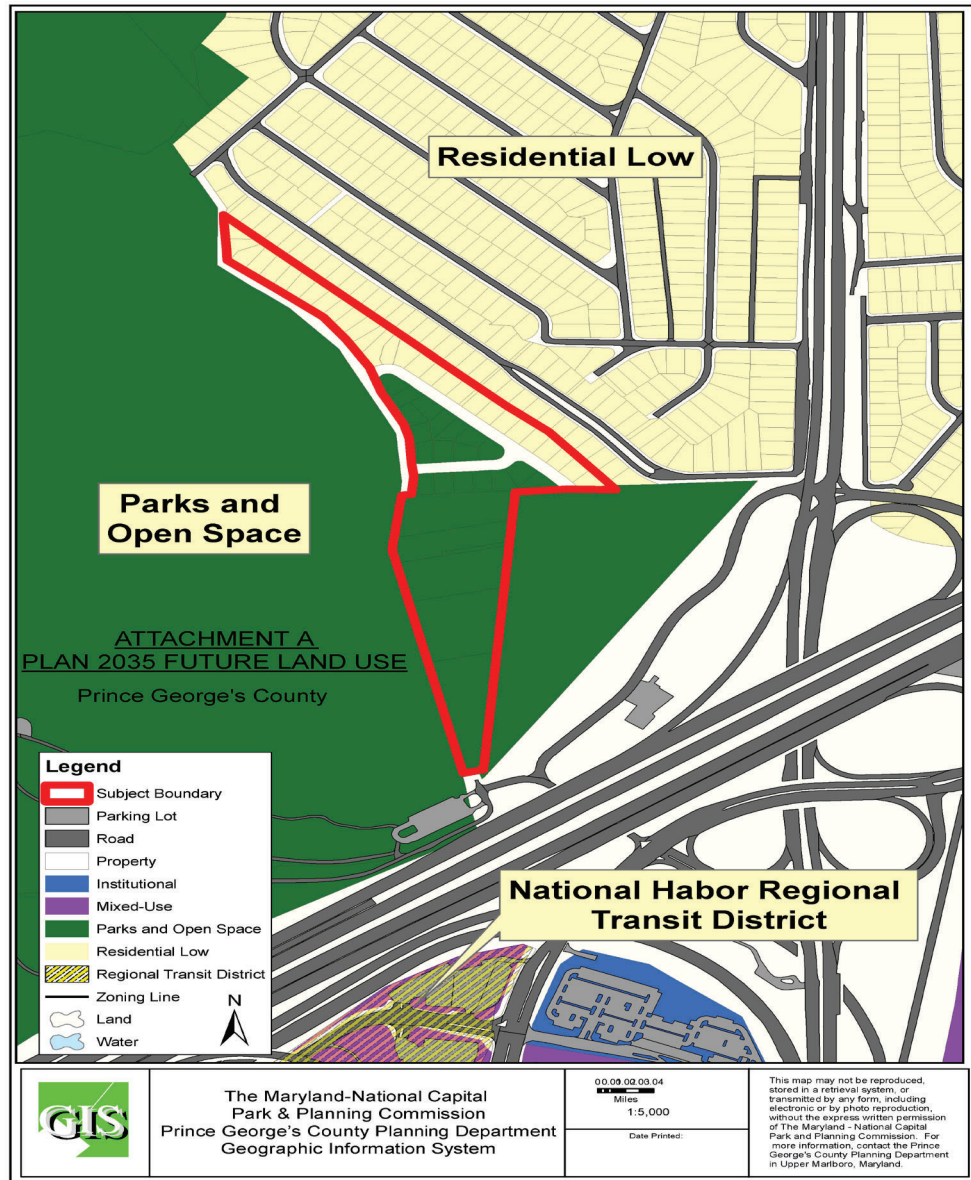 Residential Low
Parks and
Open Space
ATTACHMENT A
PLAN 2035 FUTURE LAND USE
Prince George's County
Legend
Subject Boundary
Parking Lot
Road
Property
Institutional
Mixed-Use
Parks and Open Space
Residential Low
Regional Transit District
Zoning Line
Land
Water
N
National Habor Regional
Transit District
GIS
The Maryland-National Capital
Park & Planning Commission
Prince George's County Planning Department
Geographic Information System
Miles
1:5,000
Date Printed:
This map may not be reproduced,
stored in a retrieval system, or
transmitted by any form, including
electronic or by photo reproduction,
without the express written permission
of The Maryland - National Capital
Park and Planning Commission. For
more information, contact the Prince
George's County Planning Department
in Upper Marlboro, Maryland.